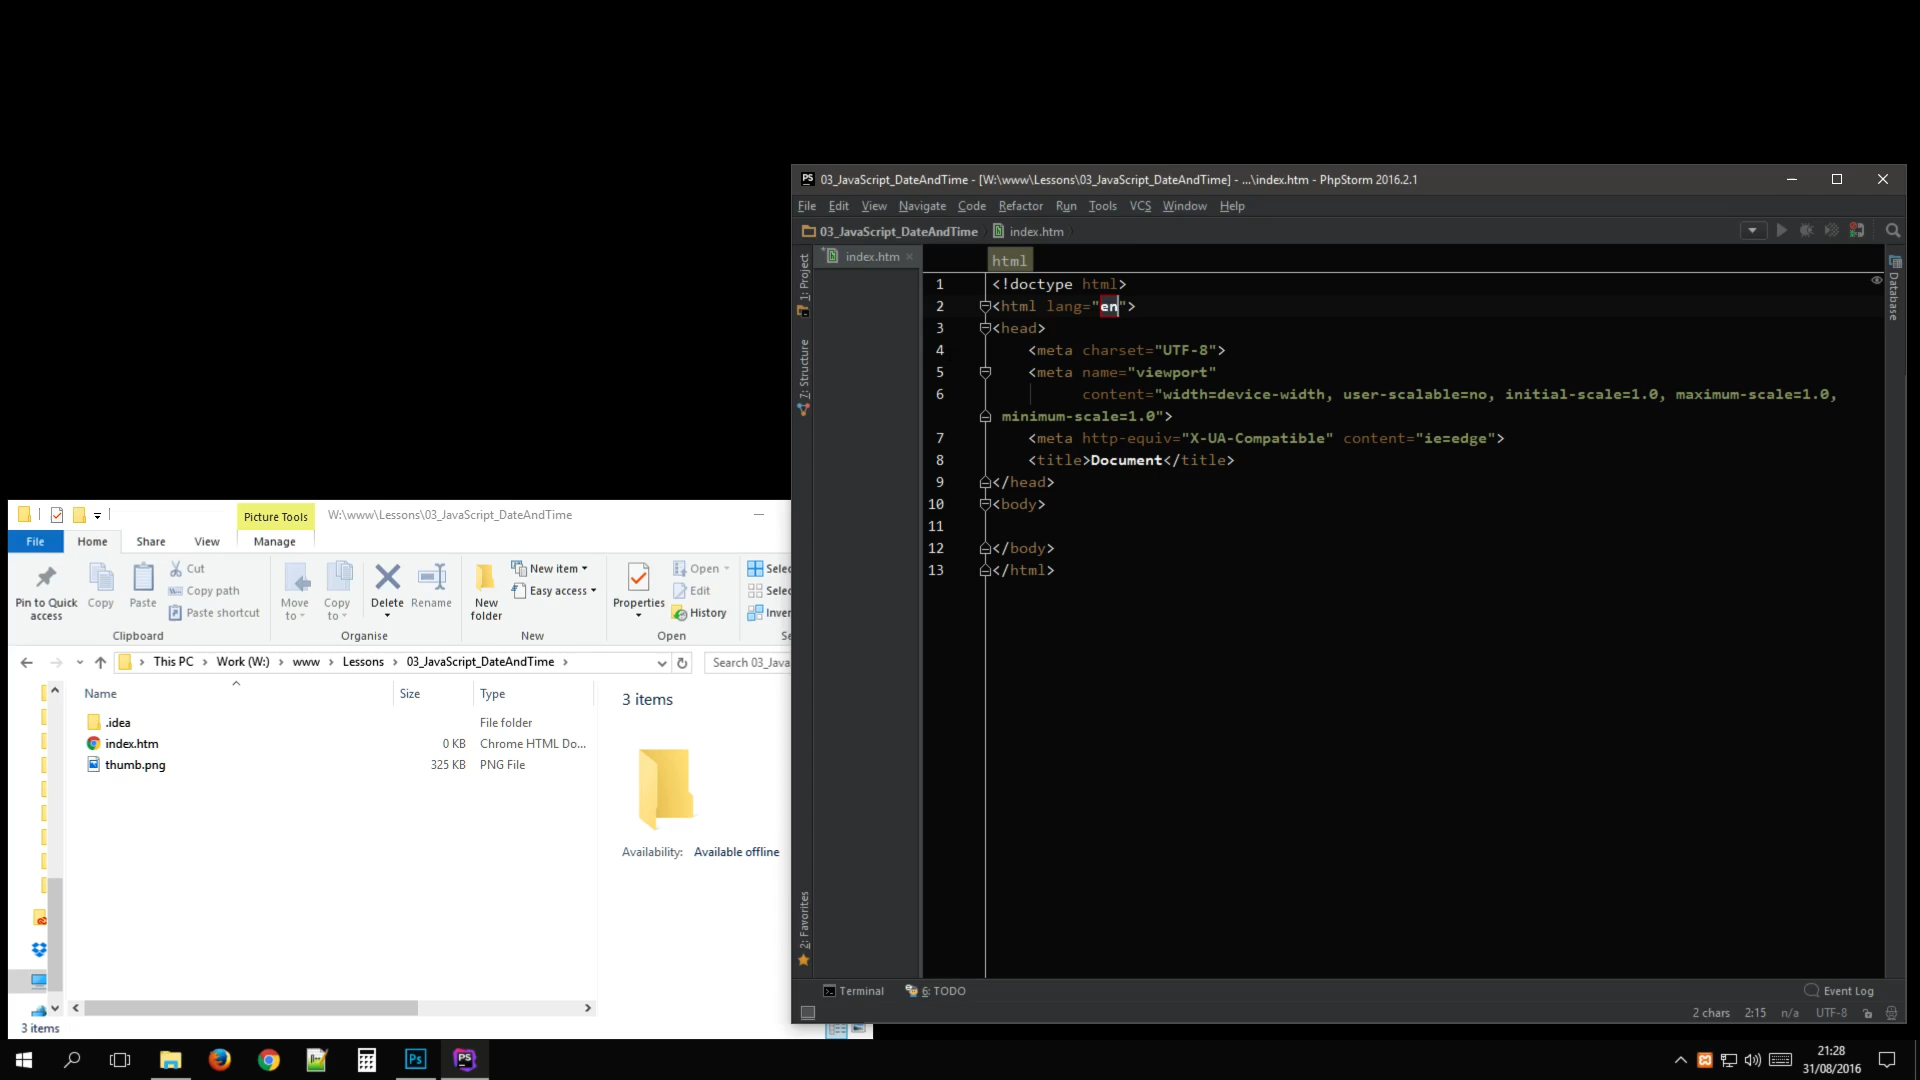 03_JavaScript_DateAndTime - [W:\www\Lessons\03_JavaScript_DateAndTime] - ...\index.htm - PhpStorm 2016.2.1
File Edit View Navigate Code Refactor Run Tools VCS Window Help
03_JavaScript_DateAndTime index.htm
index.htm
html
1: Project
7: Structure
2: Favorites
Database
1 <!doctype html>
2 <html lang="en">
3 <head>
4 <meta charset="UTF-8">
5 <meta name="viewport"
6 content="width=device-width, user-scalable=no, initial-scale=1.0, maximum-scale=1.0,
minimum-scale=1.0">
7 <meta http-equiv="X-UA-Compatible" content="ie=edge">
8 <title>Document</title>
9 </head>
10 <body>
11
12 </body>
13 </html>
Terminal 6: TODO Event Log
2 chars 2:15 n/a UTF-8
Picture Tools W:\www\Lessons\03_JavaScript_DateAndTime
File Home Share View Manage
Pin to Quick access
Copy
Paste
Cut
Copy path
Paste shortcut
Clipboard
Move to
Copy to
Delete
Rename
Organise
New folder
New item
Easy access
New
Properties
Open
Edit
History
Open
Selec
Selec
Inver
Se
This PC Work (W:) www Lessons 03_JavaScript_DateAndTime Search 03_Java
Name Size Type
.idea File folder
index.htm 0 KB Chrome HTML Do...
thumb.png 325 KB PNG File
3 items
Availability: Available offline
3 items
Ps PS
21:28
31/08/2016